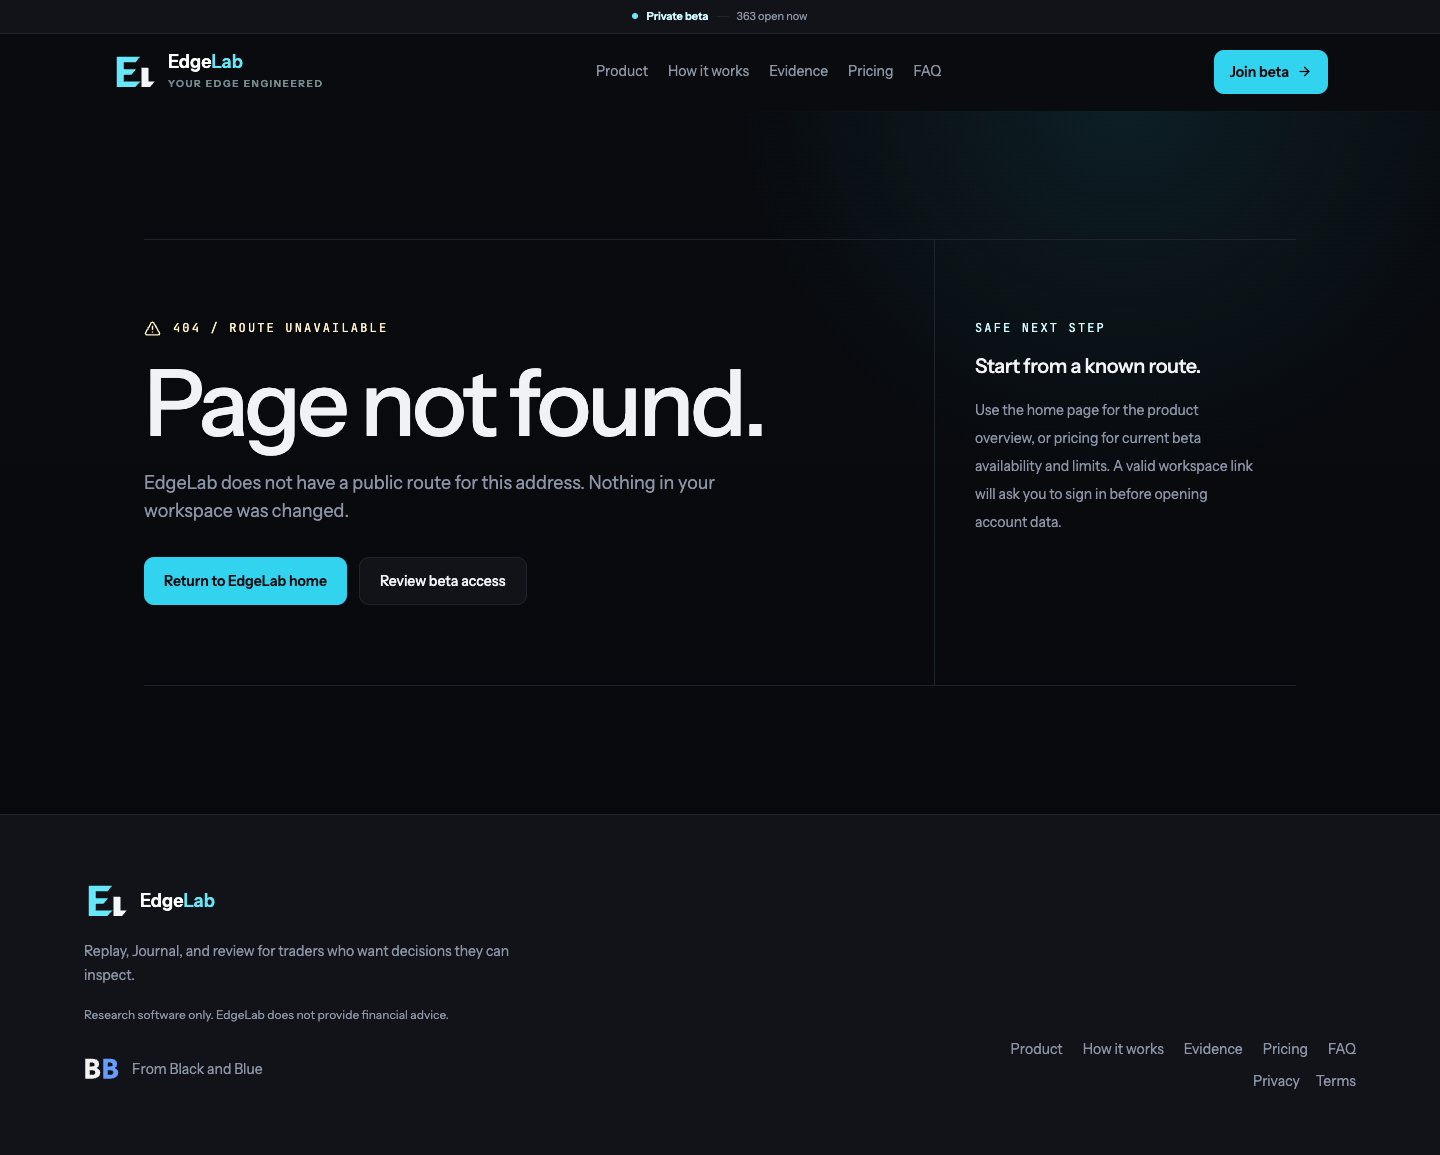 Private beta — 363 open now
EL EdgeLab
YOUR EDGE ENGINEERED
Product How it works Evidence Pricing FAQ
Join beta →
404 / ROUTE UNAVAILABLE
Page not found.
EdgeLab does not have a public route for this address. Nothing in your
workspace was changed.
Return to EdgeLab home
Review beta access
SAFE NEXT STEP
Start from a known route.
Use the home page for the product
overview, or pricing for current beta
availability and limits. A valid workspace link
will ask you to sign in before opening
account data.
EL EdgeLab
Replay, Journal, and review for traders who want decisions they can
inspect.
Research software only. EdgeLab does not provide financial advice.
BB From Black and Blue
Product How it works Evidence Pricing FAQ
Privacy Terms